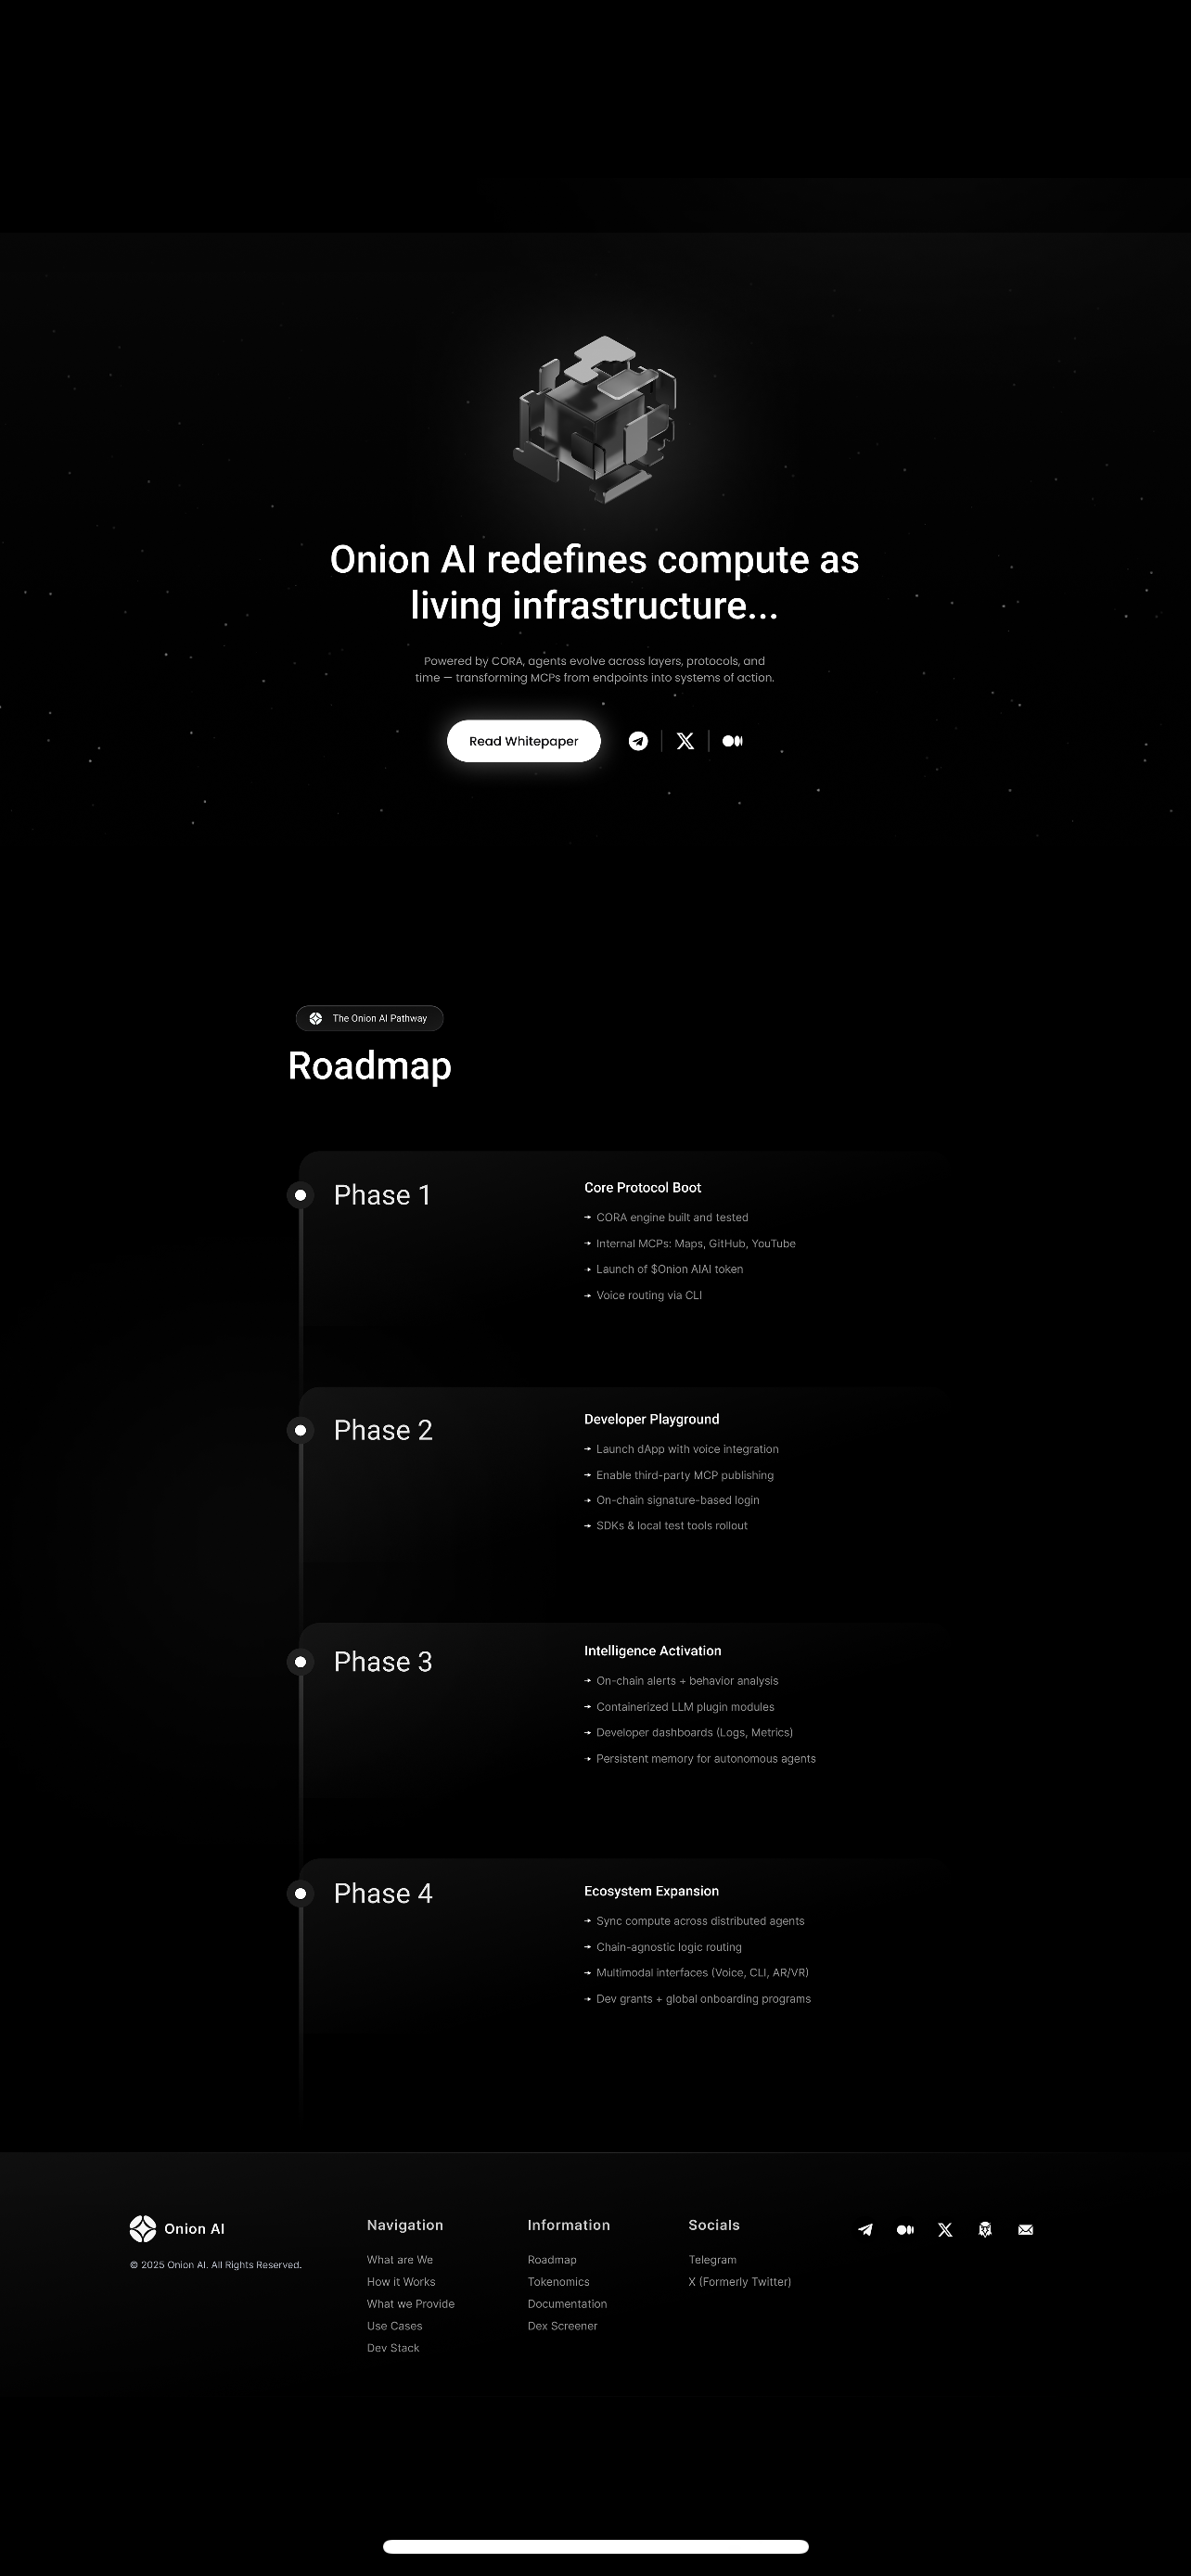 Onion AI redefines compute as
living infrastructure...
Powered by CORA, agents evolve across layers, protocols, and
time — transforming MCPs from endpoints into systems of action.
Read Whitepaper
The Onion AI Pathway
Roadmap
Phase 1
Core Protocol Boot
CORA engine built and tested
Internal MCPs: Maps, GitHub, YouTube
Launch of $Onion AIAI token
Voice routing via CLI
Phase 2
Developer Playground
Launch dApp with voice integration
Enable third-party MCP publishing
On-chain signature-based login
SDKs & local test tools rollout
Phase 3
Intelligence Activation
On-chain alerts + behavior analysis
Containerized LLM plugin modules
Developer dashboards (Logs, Metrics)
Persistent memory for autonomous agents
Phase 4
Ecosystem Expansion
Sync compute across distributed agents
Chain-agnostic logic routing
Multimodal interfaces (Voice, CLI, AR/VR)
Dev grants + global onboarding programs
Onion AI
© 2025 Onion AI. All Rights Reserved.
Navigation
What are We
How it Works
What we Provide
Use Cases
Dev Stack
Information
Roadmap
Tokenomics
Documentation
Dex Screener
Socials
Telegram
X (Formerly Twitter)